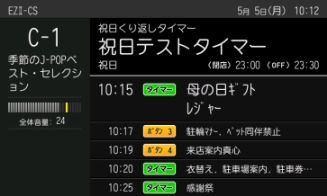 EZI-CS
5月 5日(月) 10:12
C-1
季節のJ-POPベ
スト・セレクシ
ョン
全体音量: 24
祝日くり返しタイマー
祝日テストタイマー
祝日 (閉店) 23:00 (OFF) 23:30
10:15 タイマー 母の日ギフト
レジャー
10:17 ボタン 3 駐輪マナー、ペット同伴禁止
10:19 ボタン 4 来店案内真心
10:20 タイマー 衣替え、駐車場案内、駐車券…
10:25 タイマー 感謝祭